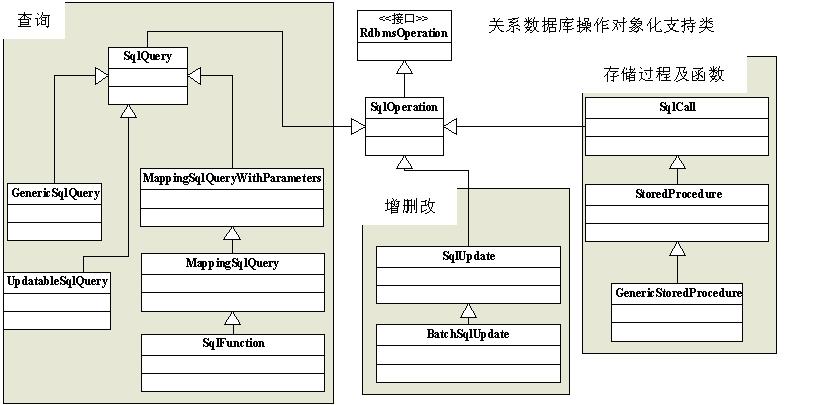 查询
<<接口>>
RdbmsOperation
关系数据库操作对象化支持类
SqlQuery
存储过程及函数
SqlOperation
SqlCall
GenericSqlQuery
MappingSqlQueryWithParameters
StoredProcedure
增删改
MappingSqlQuery
SqlUpdate
UpdatableSqlQuery
GenericStoredProcedure
SqlFunction
BatchSqlUpdate